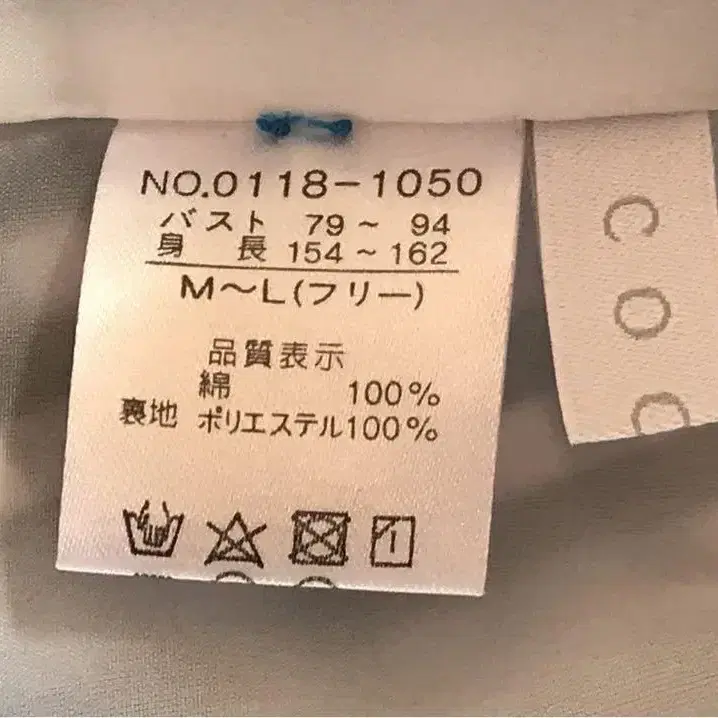 NO.0118-1050
バスト 79～ 94
身 長 154～162
M～L(フリー)
品質表示
綿 100%
裏地 ポリエステル100%
C
O